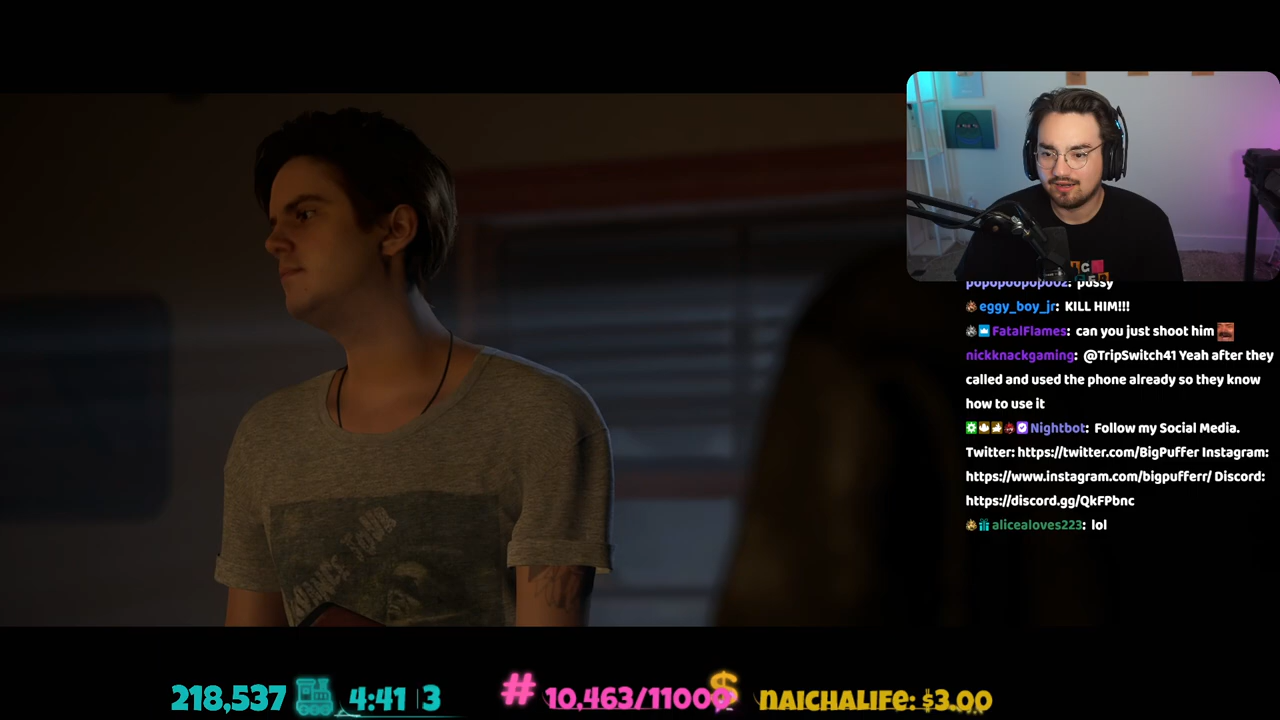 popopoopopoo2: pussy
eggy_boy_jr: KILL HIM!!!
FatalFlames: can you just shoot him
nickknackgaming: @TripSwitch41 Yeah after they
called and used the phone already so they know
how to use it
Nightbot: Follow my Social Media.
Twitter: https://twitter.com/BigPuffer Instagram:
https://www.instagram.com/bigpufferr/ Discord:
https://discord.gg/QkFPbnc
alicealoves223: lol
218,537 4:41 3 # 10,463/11000 $ NAICHALIFE: $3.00